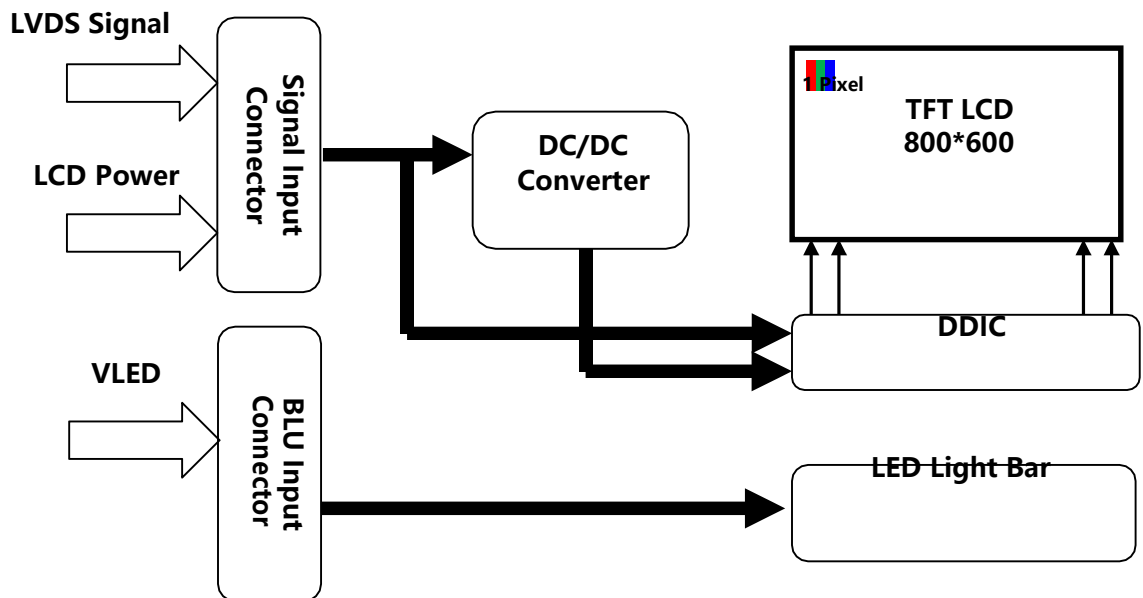 LVDS Signal
LCD Power
Signal Input
Connector
DC/DC
Converter
1 Pixel
TFT LCD
800*600
DDIC
VLED
BLU Input
Connector
LED Light Bar